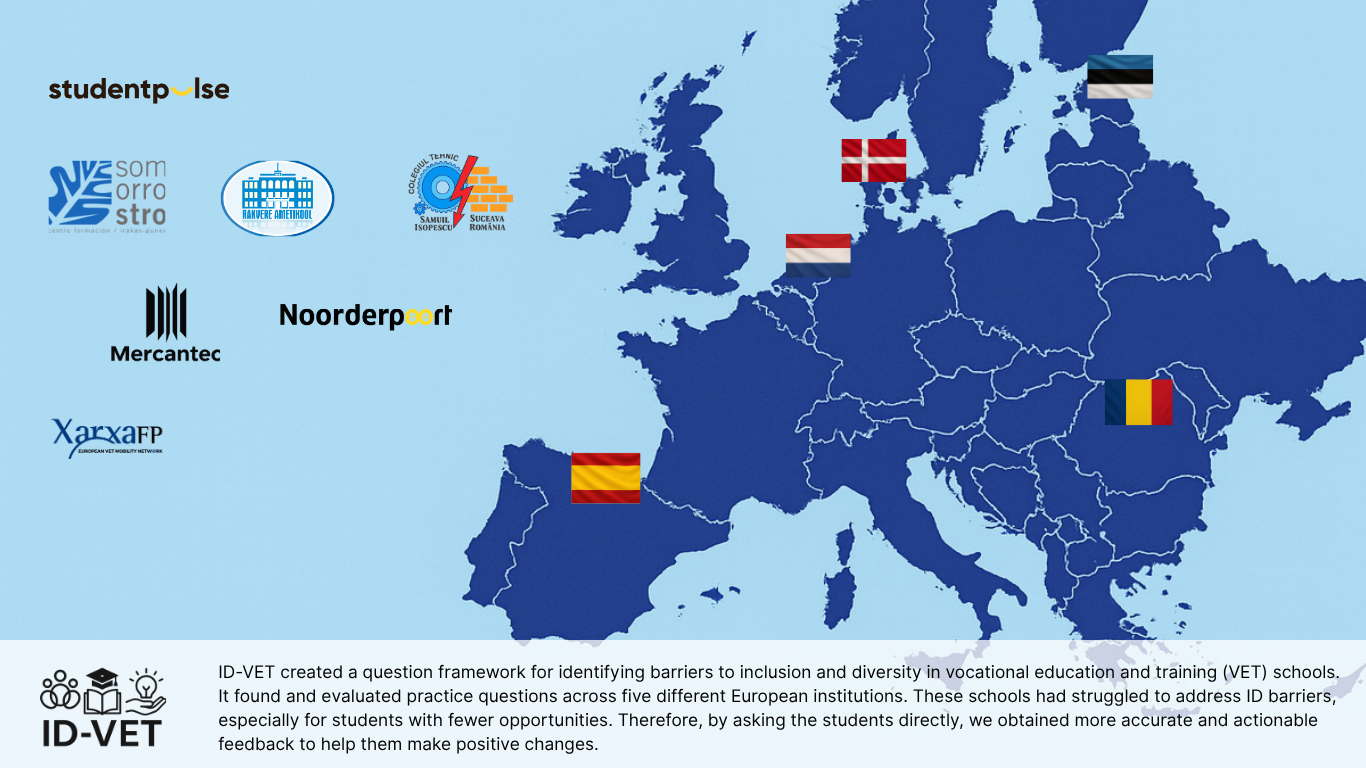 studentpulse
som
orro
stro
centro formación / irakas-gunea
RAKVERE AMETIKOOL
COLEGIUL TEHNIC
SAMUIL
ISOPESCU
SUCEAVA
ROMÂNIA
Mercantec
Noorderpoort
XarxaFP
EUROPEAN VET MOBILITY NETWORK
ID-VET
ID-VET created a question framework for identifying barriers to inclusion and diversity in vocational education and training (VET) schools.
It found and evaluated practice questions across five different European institutions. These schools had struggled to address ID barriers,
especially for students with fewer opportunities. Therefore, by asking the students directly, we obtained more accurate and actionable
feedback to help them make positive changes.